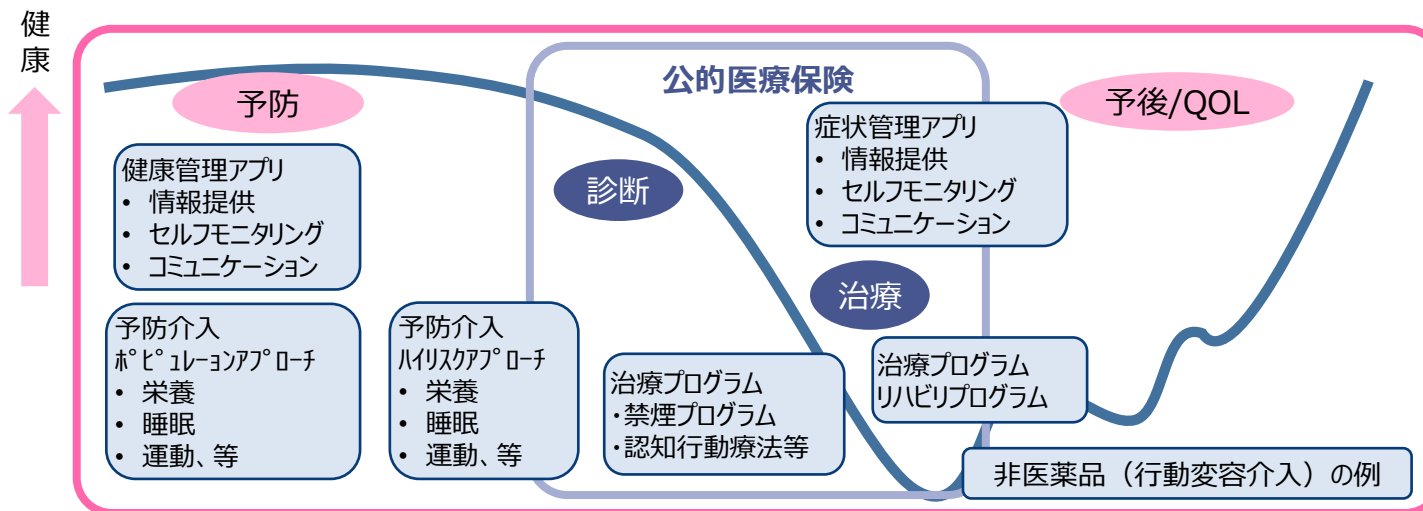 健康
公的医療保険
予防
予後/QOL
健康管理アプリ
• 情報提供
• セルフモニタリング
• コミュニケーション
診断
症状管理アプリ
• 情報提供
• セルフモニタリング
• コミュニケーション
治療
予防介入
ﾎﾟﾋﾟｭﾚｰｼｮﾝｱﾌﾟﾛｰﾁ
• 栄養
• 睡眠
• 運動、等
予防介入
ﾊｲﾘｽｸｱﾌﾟﾛｰﾁ
• 栄養
• 睡眠
• 運動、等
治療プログラム
・禁煙プログラム
・認知行動療法等
治療プログラム
リハビリプログラム
非医薬品（行動変容介入）の例